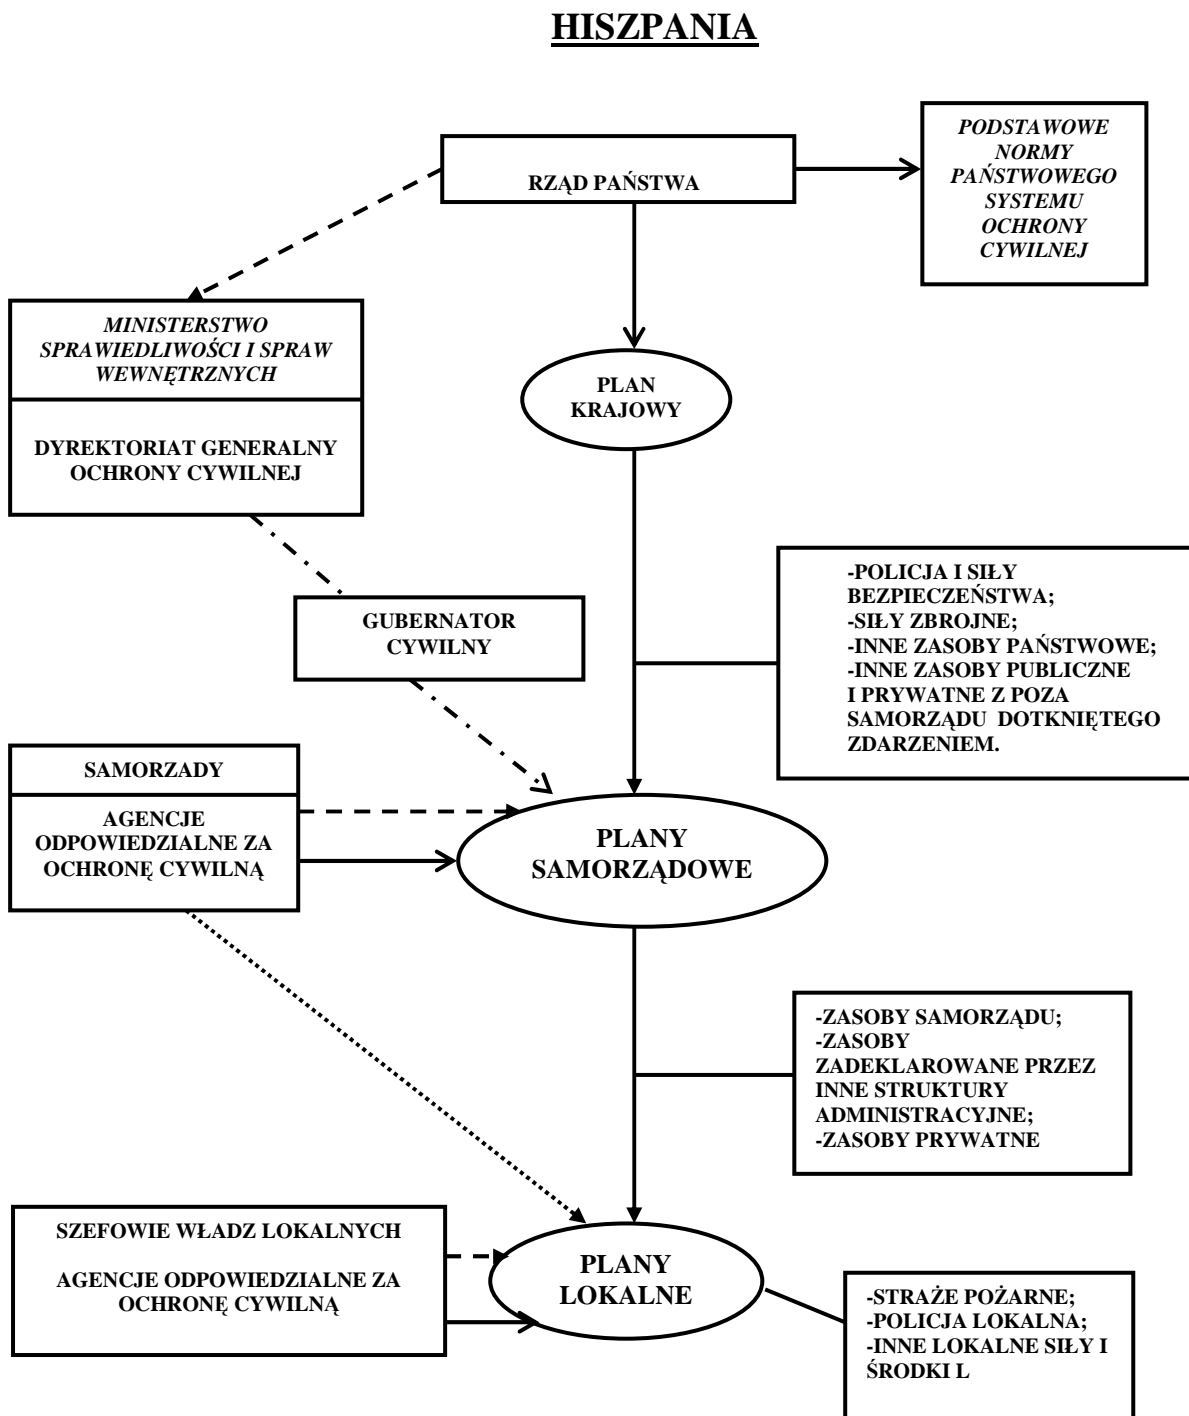 HISZPANIA
PODSTAWOWE
NORMY
PAŃSTWOWEGO
SYSTEMU
OCHRONY
CYWILNEJ
RZĄD PAŃSTWA
MINISTERSTWO
SPRAWIEDLIWOŚCI I SPRAW
WEWNĘTRZNYCH
DYREKTORIAT GENERALNY
OCHRONY CYWILNEJ
PLAN
KRAJOWY
-POLICJA I SIŁY
BEZPIECZEŃSTWA;
-SIŁY ZBROJNE;
-INNE ZASOBY PAŃSTWOWE;
-INNE ZASOBY PUBLICZNE
I PRYWATNE Z POZA
SAMORZĄDU DOTKNIĘTEGO
ZDARZENIEM.
GUBERNATOR
CYWILNY
SAMORZADY
AGENCJE
ODPOWIEDZIALNE ZA
OCHRONĘ CYWILNĄ
PLANY
SAMORZĄDOWE
-ZASOBY SAMORZĄDU;
-ZASOBY
ZADEKLAROWANE PRZEZ
INNE STRUKTURY
ADMINISTRACYJNE;
-ZASOBY PRYWATNE
SZEFOWIE WŁADZ LOKALNYCH
AGENCJE ODPOWIEDZIALNE ZA
OCHRONĘ CYWILNĄ
PLANY
LOKALNE
-STRAŻE POŻARNE;
-POLICJA LOKALNA;
-INNE LOKALNE SIŁY I
ŚRODKI L